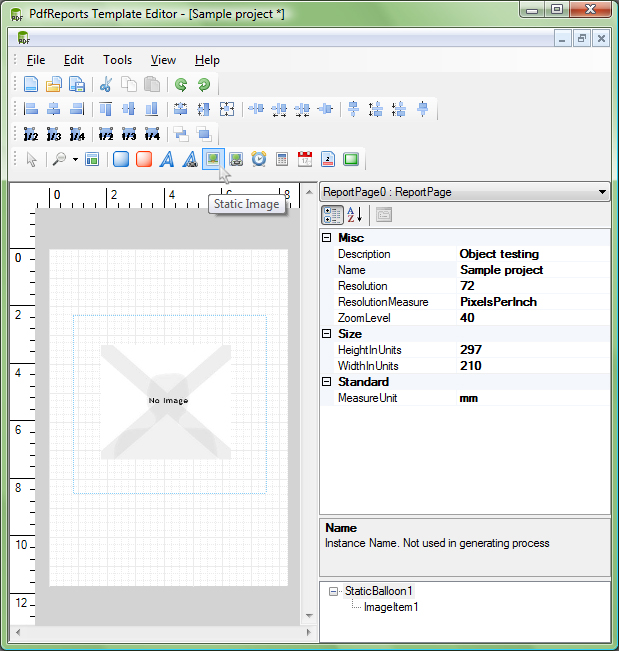 PdfReports Template Editor - [Sample project *]
File Edit Tools View Help
1/2 1/3 1/4 1/2 1/3 1/4
Static Image
0 2 4 8
0
2
4
6
8
10
12
No Image
ReportPage0 : ReportPage
Misc
Description Object testing
Name Sample project
Resolution 72
ResolutionMeasure PixelsPerInch
ZoomLevel 40
Size
HeightInUnits 297
WidthInUnits 210
Standard
MeasureUnit mm
Name
Instance Name. Not used in generating process
StaticBalloon1
ImageItem1